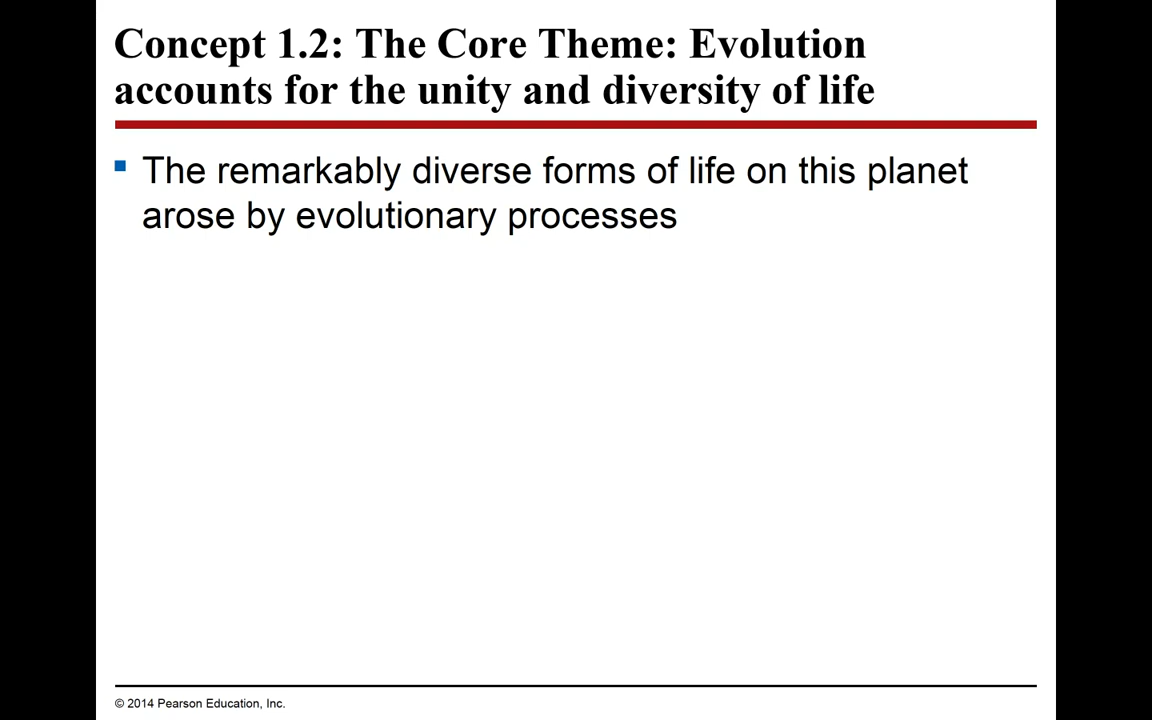 Concept 1.2: The Core Theme: Evolution
accounts for the unity and diversity of life
The remarkably diverse forms of life on this planet
arose by evolutionary processes
© 2014 Pearson Education, Inc.